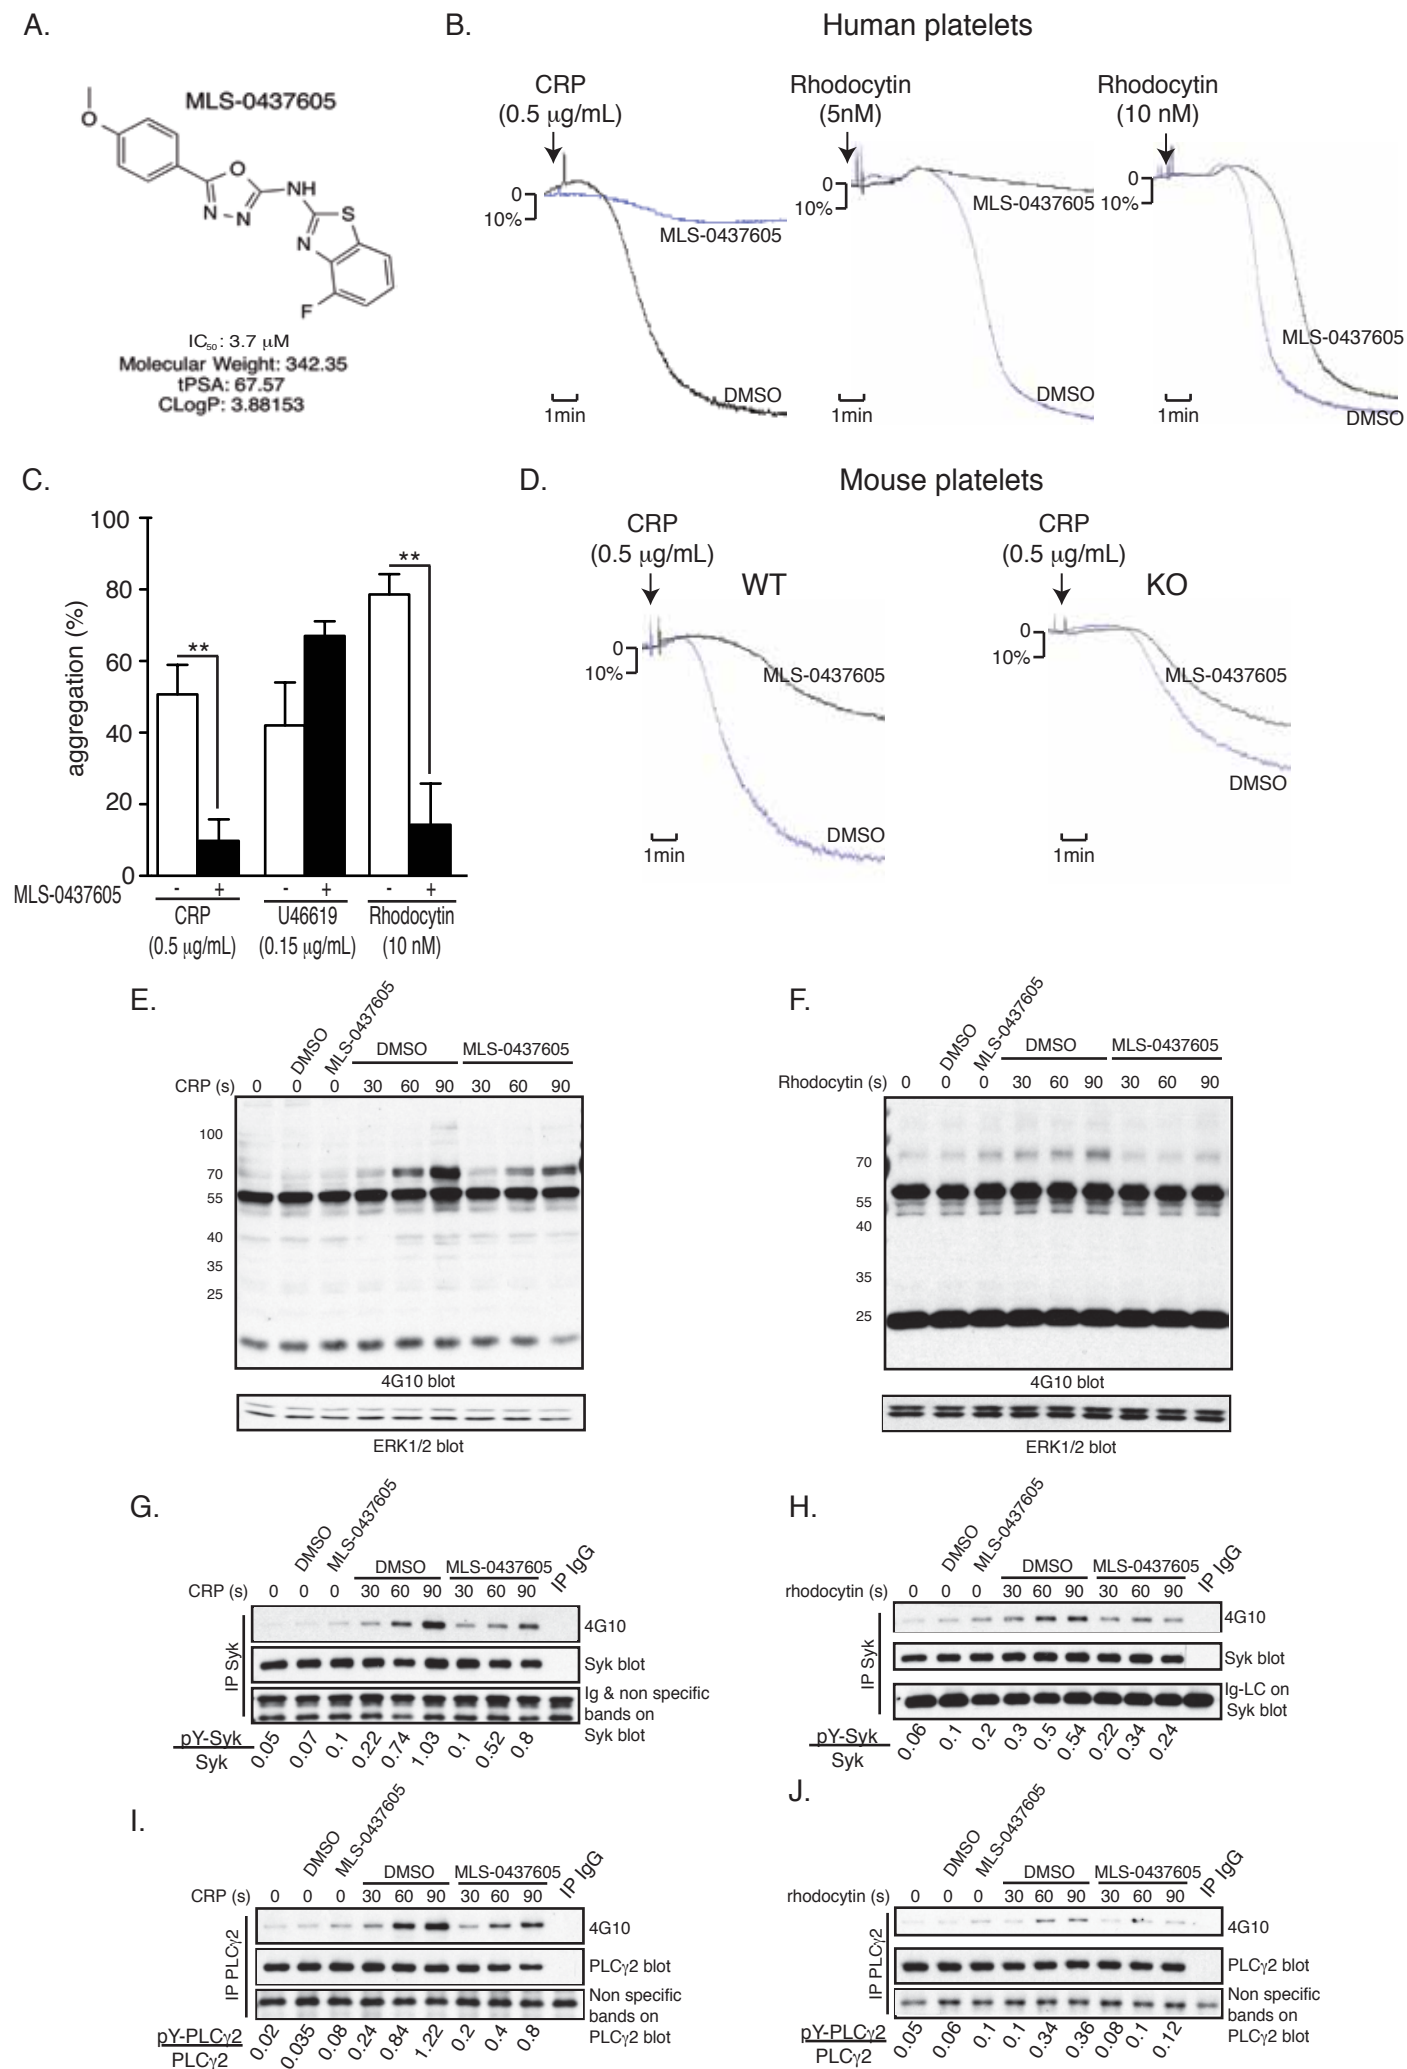 A.
MLS-0437605
O
O
N
N
NH
S
N
F
IC50: 3.7 μM
Molecular Weight: 342.35
tPSA: 67.57
CLogP: 3.88153
B.
Human platelets
CRP
(0.5 μg/mL)
0
10%
MLS-0437605
DMSO
1min
Rhodocytin
(5nM)
0
10%
MLS-0437605
DMSO
1min
Rhodocytin
(10 nM)
0
10%
MLS-0437605
DMSO
1min
C.
aggregation (%)
100
80
60
40
20
0
**
**
MLS-0437605 - + - + - +
CRP U46619 Rhodocytin
(0.5 μg/mL) (0.15 μg/mL) (10 nM)
D.
Mouse platelets
CRP
(0.5 μg/mL)
WT
0
10%
MLS-0437605
DMSO
1min
CRP
(0.5 μg/mL)
KO
0
10%
MLS-0437605
DMSO
1min
E.
DMSO
MLS-0437605
DMSO MLS-0437605
CRP (s) 0 0 0 30 60 90 30 60 90
100
70
55
40
35
25
4G10 blot
ERK1/2 blot
F.
DMSO
MLS-0437605
DMSO MLS-0437605
Rhodocytin (s) 0 0 0 30 60 90 30 60 90
70
55
40
35
25
4G10 blot
ERK1/2 blot
G.
DMSO
MLS-0437605
DMSO MLS-0437605
IP IgG
CRP (s) 0 0 0 30 60 90 30 60 90
IP Syk
4G10
Syk blot
Ig & non specific
bands on
Syk blot
pY-Syk
Syk
0.05 0.07 0.1 0.22 0.74 1.03 0.1 0.52 0.8
H.
DMSO
MLS-0437605
DMSO MLS-0437605
IP IgG
rhodocytin (s) 0 0 0 30 60 90 30 60 90
IP Syk
4G10
Syk blot
Ig-LC on
Syk blot
pY-Syk
Syk
0.06 0.1 0.2 0.3 0.5 0.54 0.22 0.34 0.24
I.
DMSO
MLS-0437605
DMSO MLS-0437605
IP IgG
CRP (s) 0 0 0 30 60 90 30 60 90
IP PLCγ2
4G10
PLCγ2 blot
Non specific
bands on
PLCγ2 blot
pY-PLCγ2
PLCγ2
0.02 0.035 0.08 0.24 0.84 1.22 0.2 0.4 0.8
J.
DMSO
MLS-0437605
DMSO MLS-0437605
IP IgG
rhodocytin (s) 0 0 0 30 60 90 30 60 90
IP PLCγ2
4G10
PLCγ2 blot
Non specific
bands on
PLCγ2 blot
pY-PLCγ2
PLCγ2
0.05 0.06 0.1 0.1 0.34 0.36 0.08 0.1 0.12